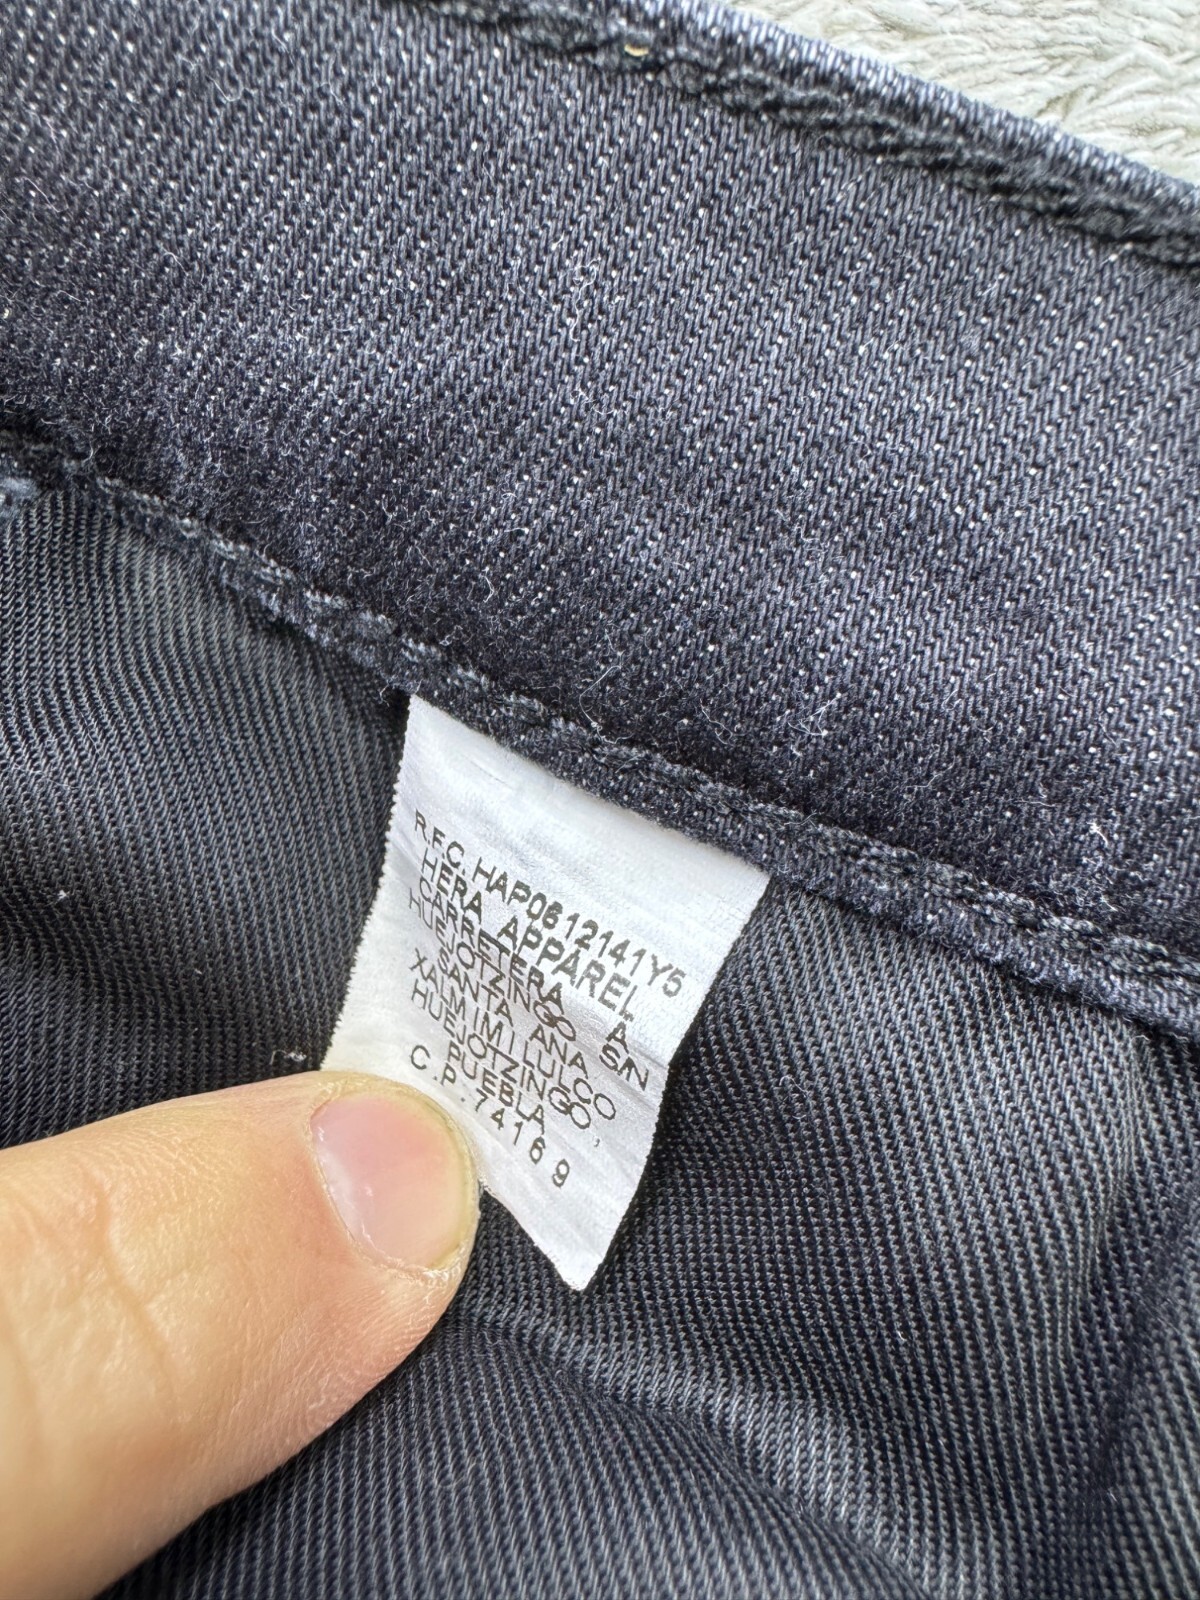 R.F.C. HAP0612141Y5
HERA APPAREL
CARRETERA A
HUEJOTZINGO S/N
SANTA ANA
XALMIMILULCO
HUEJOTZINGO,
PUEBLA
C.P. 74169